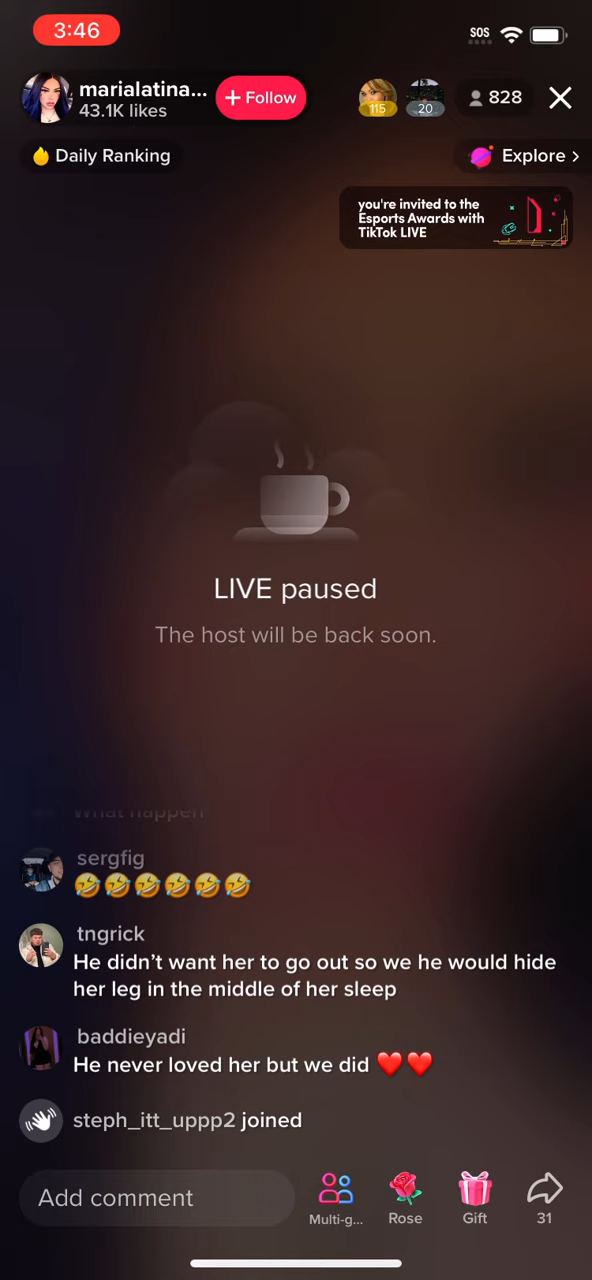 3:46
SOS
marialatina...
43.1K likes
+ Follow
115
20
828
Daily Ranking
Explore >
you're invited to the
Esports Awards with
TikTok LIVE
LIVE paused
The host will be back soon.
What happen
sergfig
🤣🤣🤣🤣🤣🤣
tngrick
He didn't want her to go out so we he would hide
her leg in the middle of her sleep
baddieyadi
He never loved her but we did ❤️❤️
steph_itt_uppp2 joined
Add comment
Multi-g...
Rose
Gift
31